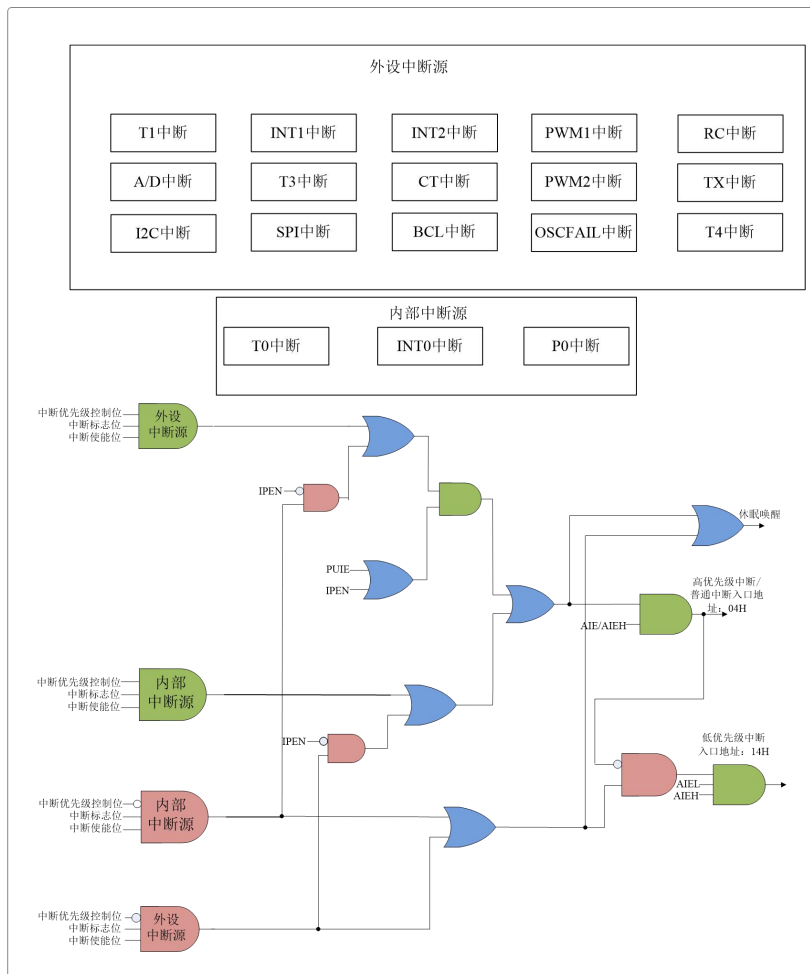 外设中断源
T1中断
INT1中断
INT2中断
PWM1中断
RC中断
A/D中断
T3中断
CT中断
PWM2中断
TX中断
I2C中断
SPI中断
BCL中断
OSCFAIL中断
T4中断
内部中断源
T0中断
INT0中断
P0中断
中断优先级控制位
中断标志位
中断使能位
外设
中断源
IPEN
PUIE
IPEN
休眠唤醒
高优先级中断/
普通中断入口地
址：04H
AIE/AIEH
中断优先级控制位
中断标志位
中断使能位
内部
中断源
IPEN
低优先级中断
入口地址：14H
AIEL
AIEH
中断优先级控制位
中断标志位
中断使能位
内部
中断源
中断优先级控制位
中断标志位
中断使能位
外设
中断源